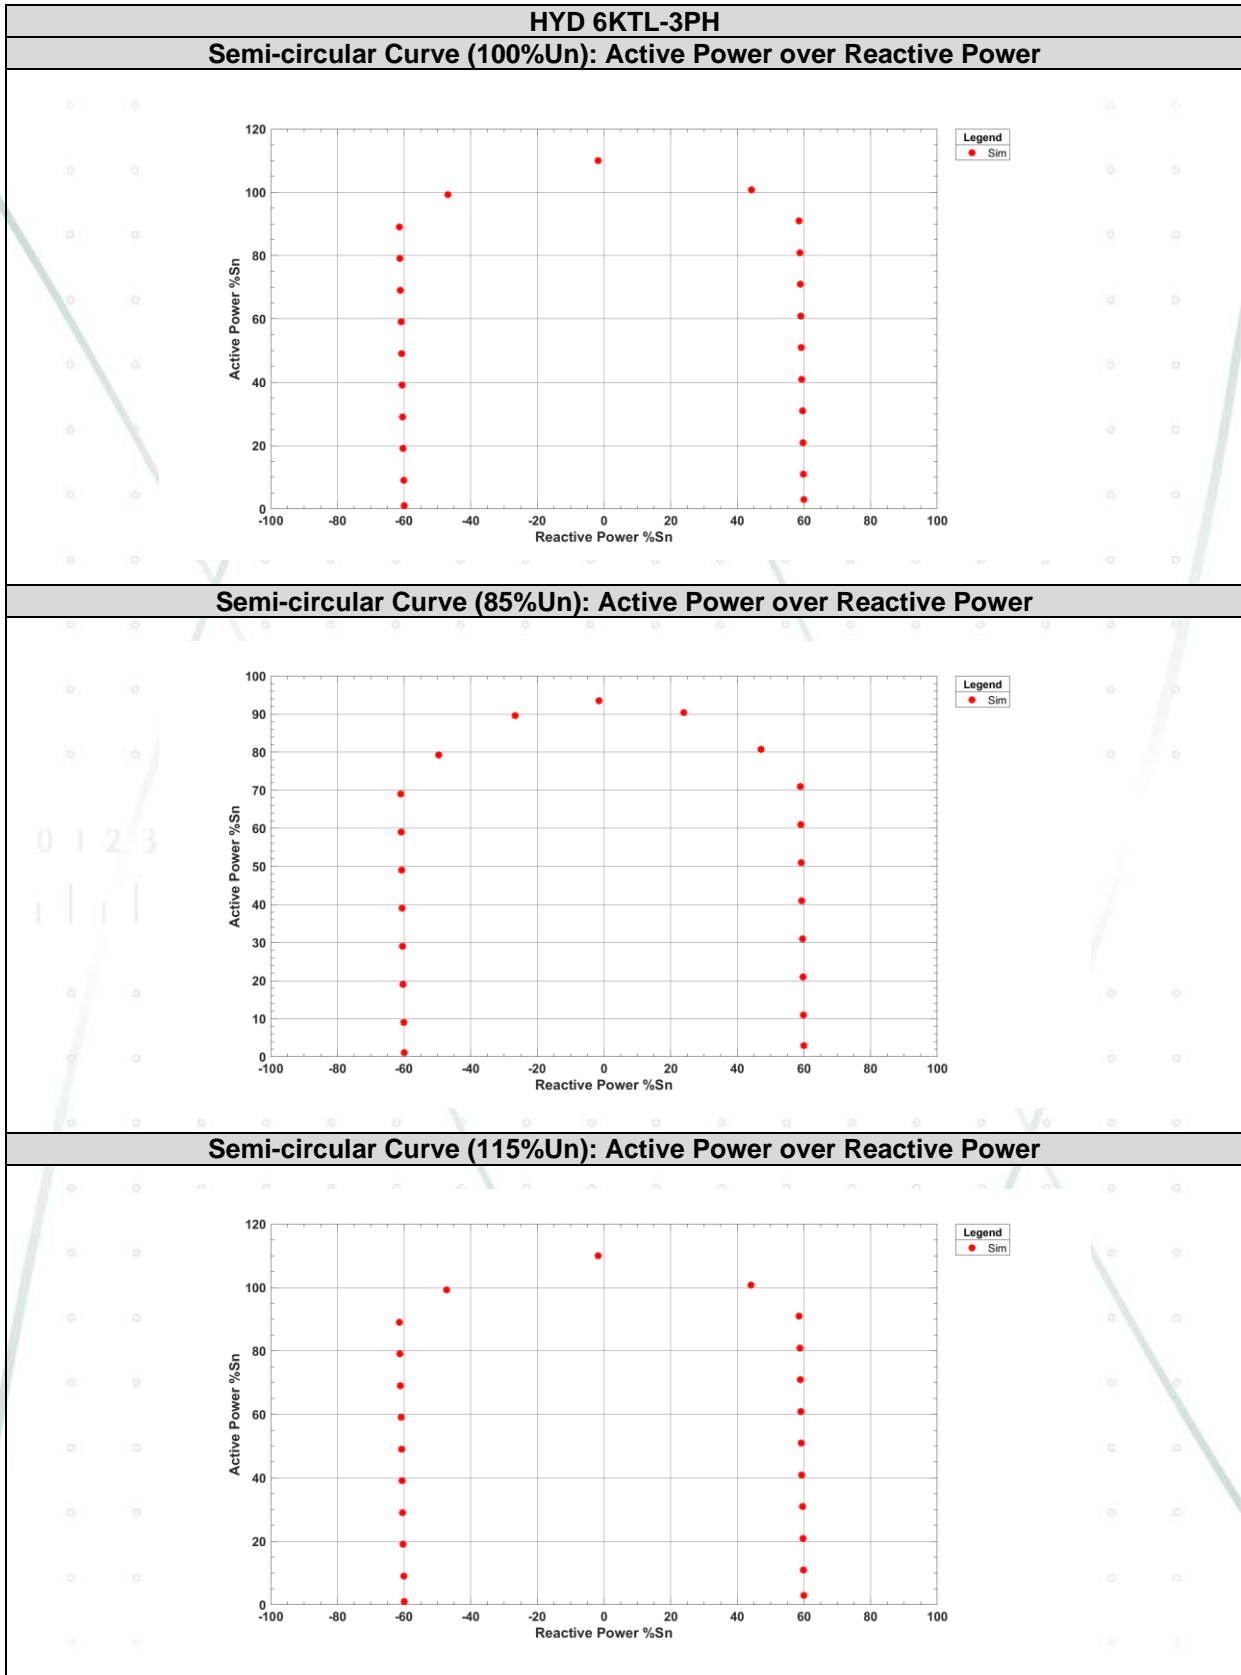 HYD 6KTL-3PH
Semi-circular Curve (100%Un): Active Power over Reactive Power
120
100
80
60
40
20
0
Active Power %Sn
-100 -80 -60 -40 -20 0 20 40 60 80 100
Reactive Power %Sn
Legend
Sim
Semi-circular Curve (85%Un): Active Power over Reactive Power
100
90
80
70
60
50
40
30
20
10
0
Active Power %Sn
-100 -80 -60 -40 -20 0 20 40 60 80 100
Reactive Power %Sn
Legend
Sim
0 1 2 3
Semi-circular Curve (115%Un): Active Power over Reactive Power
120
100
80
60
40
20
0
Active Power %Sn
-100 -80 -60 -40 -20 0 20 40 60 80 100
Reactive Power %Sn
Legend
Sim